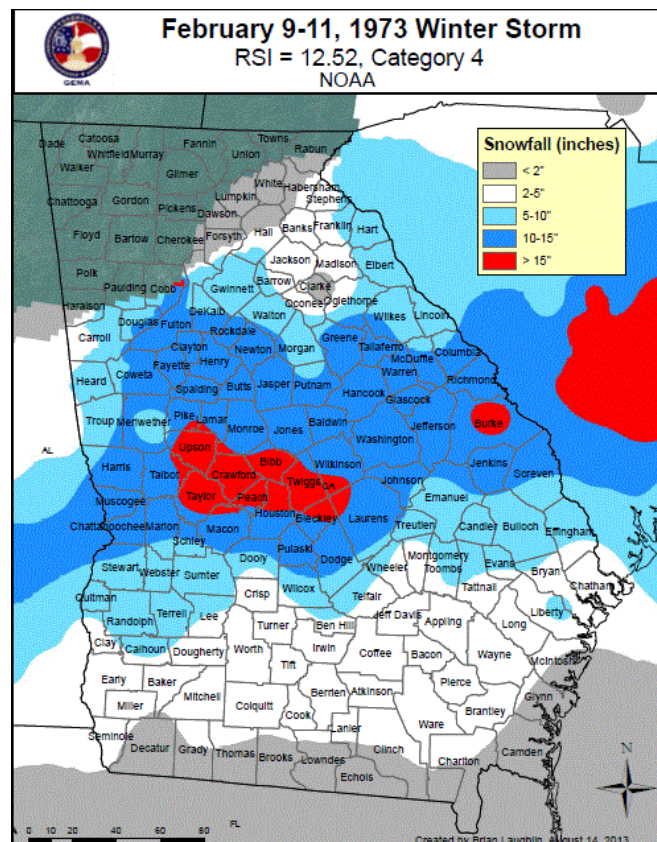 GEMA
February 9-11, 1973 Winter Storm
RSI = 12.52, Category 4
NOAA
Snowfall (inches)
< 2"
2-5"
5-10"
10-15"
> 15"
Dade
Catoosa
Whitfield
Murray
Fannin
Towns
Union
Rabun
Walker
Gilmer
White
Habersham
Stephens
Lumpkin
Chattooga
Gordon
Pickens
Dawson
Hall
Banks
Franklin
Hart
Floyd
Bartow
Cherokee
Forsyth
Jackson
Madison
Elbert
Polk
Paulding
Cobb
Gwinnett
Barrow
Clarke
Oconee
Oglethorpe
Haralson
Douglas
Fulton
DeKalb
Walton
Wilkes
Lincoln
Carroll
Rockdale
Clayton
Newton
Morgan
Greene
Taliaferro
McDuffie
Columbia
Heard
Coweta
Fayette
Henry
Warren
Richmond
Spalding
Butts
Jasper
Putnam
Hancock
Glascock
Troup
Meriwether
Pike
Lamar
Monroe
Jones
Baldwin
Washington
Jefferson
Burke
AL
Upson
Bibb
Wilkinson
Harris
Talbot
Crawford
Twiggs
GA
Johnson
Jenkins
Screven
Muscogee
Taylor
Peach
Houston
Bleckley
Laurens
Emanuel
Chattahoochee
Marion
Macon
Treutlen
Candler
Bulloch
Effingham
Schley
Pulaski
Dodge
Stewart
Webster
Sumter
Dooly
Wilcox
Wheeler
Montgomery
Toombs
Evans
Bryan
Chatham
Quitman
Crisp
Telfair
Tattnall
Randolph
Terrell
Lee
Turner
Ben Hill
Jeff Davis
Appling
Long
Liberty
Clay
Calhoun
Dougherty
Worth
Irwin
Coffee
Bacon
Wayne
McIntosh
Early
Baker
Tift
Miller
Mitchell
Colquitt
Berrien
Atkinson
Pierce
Brantley
Glynn
Cook
Lanier
Ware
Seminole
Decatur
Grady
Thomas
Brooks
Lowndes
Clinch
Charlton
Camden
Echols
N
0 10 20 40 60 80
FL
Created by Brian Laughlin, August 14, 2013